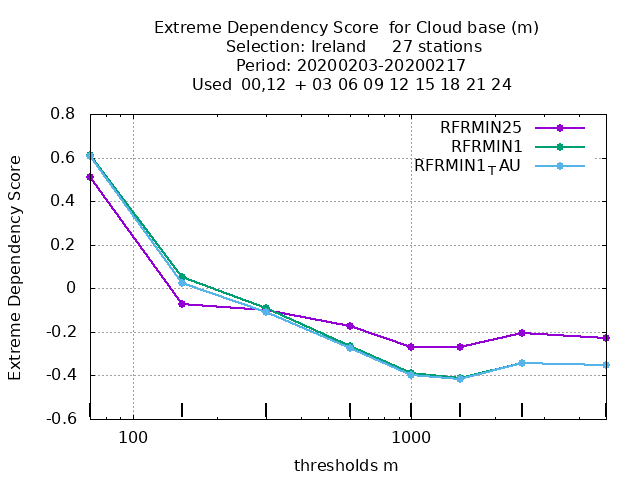 Extreme Dependency Score  for Cloud base (m)
Selection: Ireland     27 stations
Period: 20200203-20200217
Used  00,12  + 03 06 09 12 15 18 21 24
RFRMIN25
RFRMIN1
RFRMIN1TAU
Extreme Dependency Score
0.8
0.6
0.4
0.2
0
-0.2
-0.4
-0.6
100
1000
thresholds m